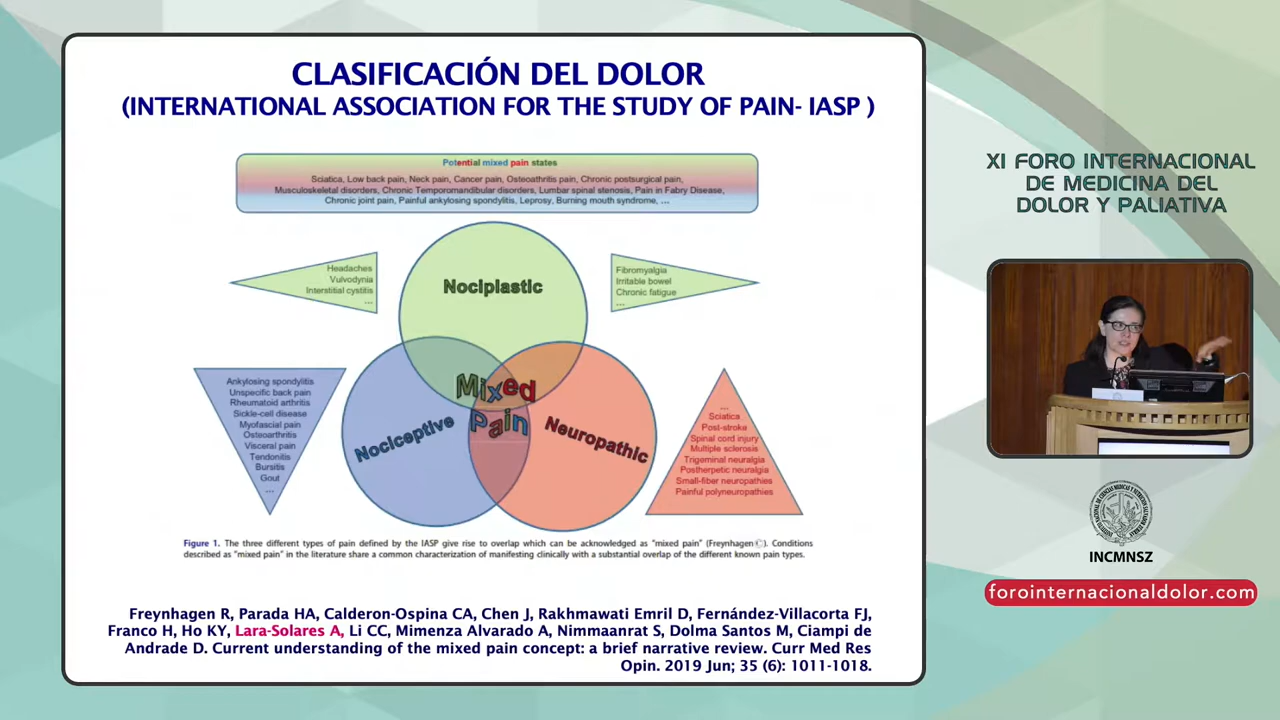 CLASIFICACIÓN DEL DOLOR
(INTERNATIONAL ASSOCIATION FOR THE STUDY OF PAIN- IASP )
Potential mixed pain states
Sciatica, Low back pain, Neck pain, Cancer pain, Osteoathritis pain, Chronic postsurgical pain,
Musculoskeletal disorders, Chronic Temporomandibular disorders, Lumbar spinal stenosis, Pain in Fabry Disease,
Chronic joint pain, Painful ankylosing spondylitis, Leprosy, Burning mouth syndrome, ...
Headaches
Vulvodynia
Interstitial cystitis
...
Nociplastic
Fibromyalgia
Irritable bowel
Chronic fatigue
...
Ankylosing spondylitis
Unspecific back pain
Rheumatoid arthritis
Sickle-cell disease
Myofascial pain
Osteoarthritis
Visceral pain
Tendonitis
Bursitis
Gout
...
Nociceptive
Mixed
Pain
Neuropathic
...
Sciatica
Post-stroke
Spinal cord injury
Multiple sclerosis
Trigeminal neuralgia
Postherpetic neuralgia
Small-fiber neuropathies
Painful polyneuropathies
Figure 1. The three different types of pain defined by the IASP give rise to overlap which can be acknowledged as "mixed pain" (Freynhagen ©). Conditions
described as "mixed pain" in the literature share a common characterization of manifesting clinically with a substantial overlap of the different known pain types.
Freynhagen R, Parada HA, Calderon-Ospina CA, Chen J, Rakhmawati Emril D, Fernández-Villacorta FJ,
Franco H, Ho KY, Lara-Solares A, Li CC, Mimenza Alvarado A, Nimmaanrat S, Dolma Santos M, Ciampi de
Andrade D. Current understanding of the mixed pain concept: a brief narrative review. Curr Med Res
Opin. 2019 Jun; 35 (6): 1011-1018.
XI FORO INTERNACIONAL
DE MEDICINA DEL
DOLOR Y PALIATIVA
INCMNSZ
forointernacionaldolor.com